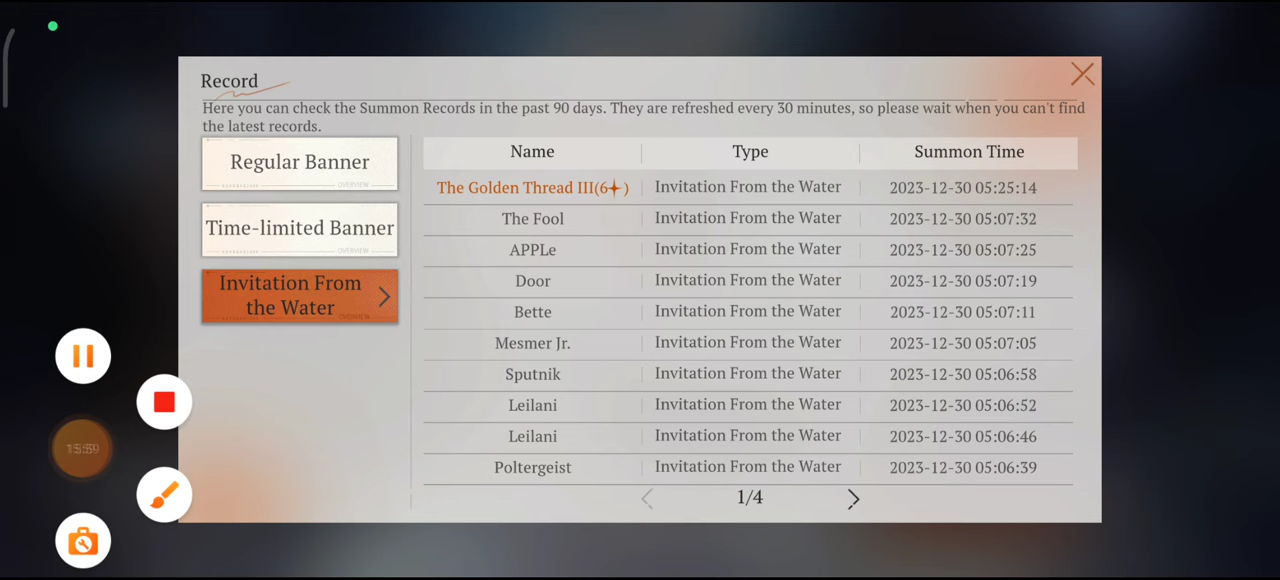 Record
Here you can check the Summon Records in the past 90 days. They are refreshed every 30 minutes, so please wait when you can't find
the latest records.
Regular Banner
OVERVIEW
Time-limited Banner
OVERVIEW
Invitation From
the Water
OVERVIEW
Name Type Summon Time
The Golden Thread III(6✦) Invitation From the Water 2023-12-30 05:25:14
The Fool Invitation From the Water 2023-12-30 05:07:32
APPLe Invitation From the Water 2023-12-30 05:07:25
Door Invitation From the Water 2023-12-30 05:07:19
Bette Invitation From the Water 2023-12-30 05:07:11
Mesmer Jr. Invitation From the Water 2023-12-30 05:07:05
Sputnik Invitation From the Water 2023-12-30 05:06:58
Leilani Invitation From the Water 2023-12-30 05:06:52
Leilani Invitation From the Water 2023-12-30 05:06:46
Poltergeist Invitation From the Water 2023-12-30 05:06:39
1/4